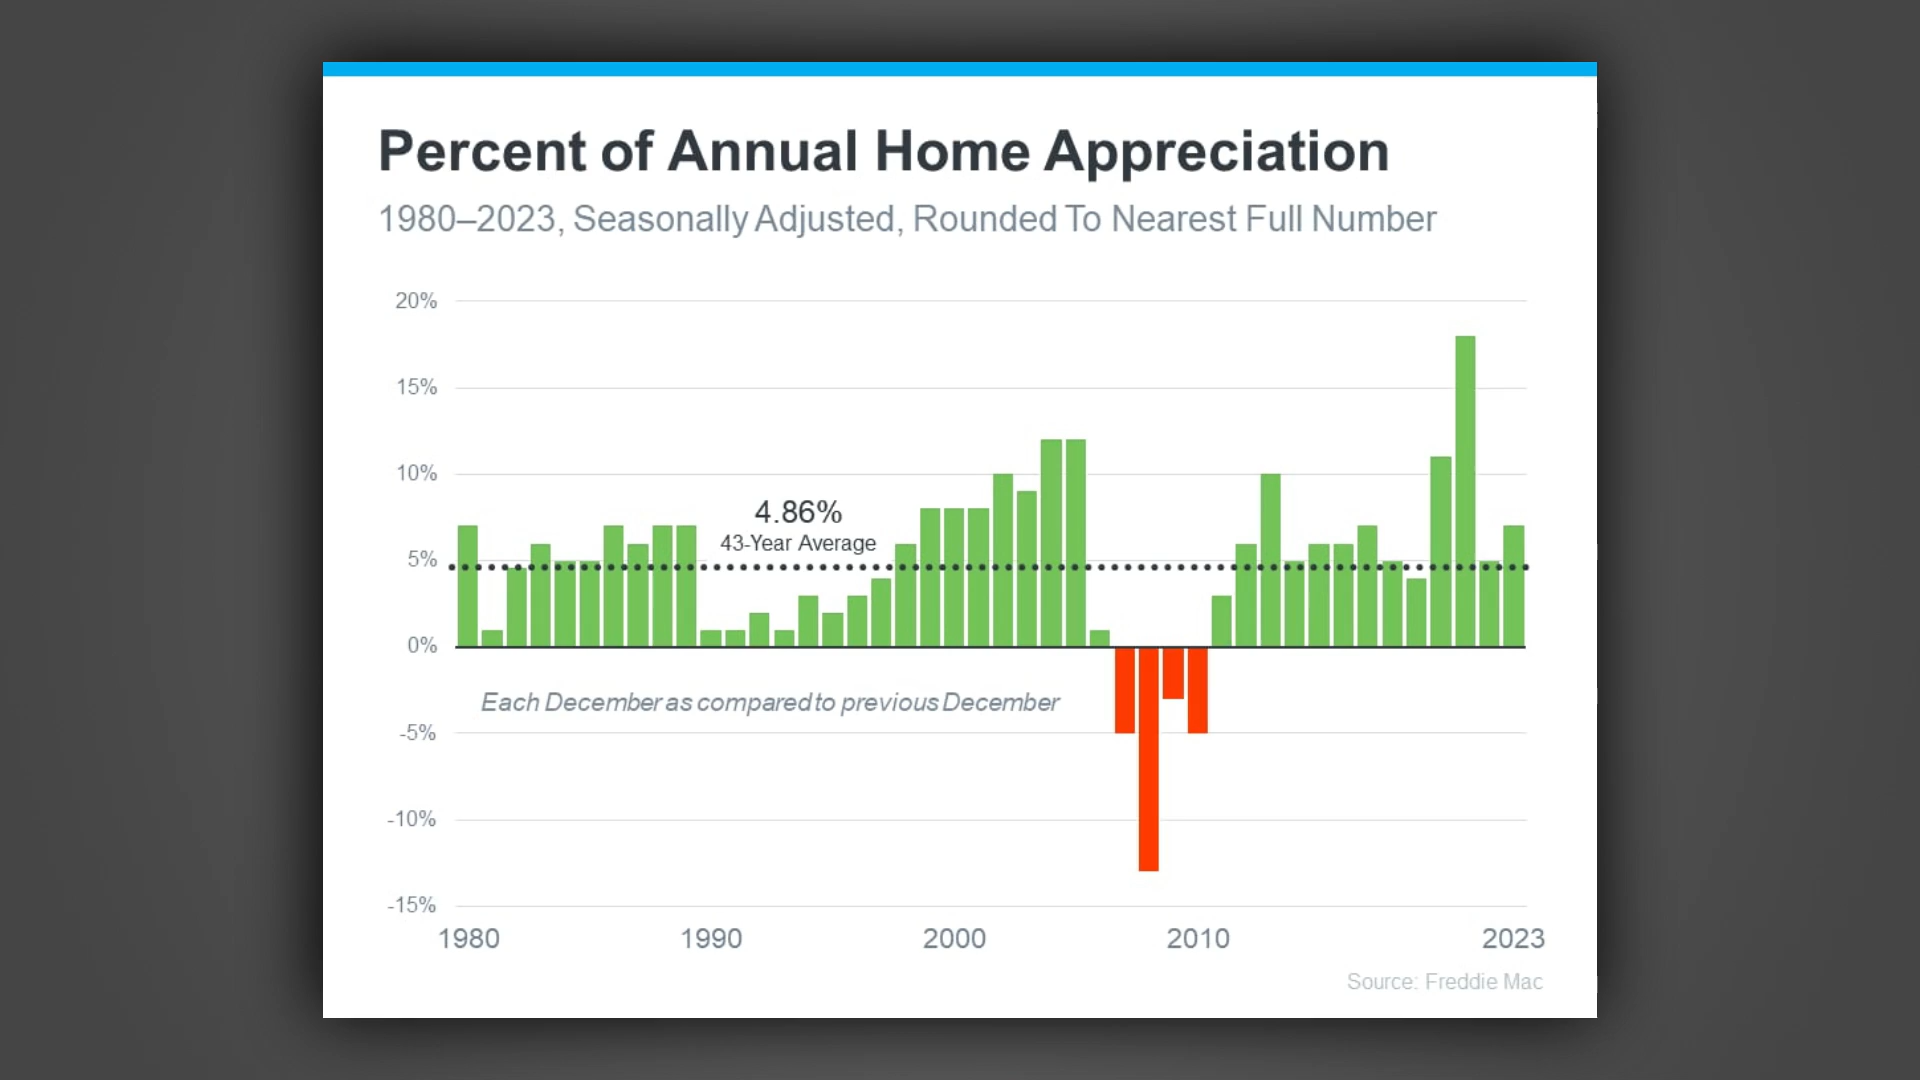 Percent of Annual Home Appreciation
1980–2023, Seasonally Adjusted, Rounded To Nearest Full Number
20%
15%
10%
5%
0%
-5%
-10%
-15%
4.86%
43-Year Average
Each December as compared to previous December
1980 1990 2000 2010 2023
Source: Freddie Mac